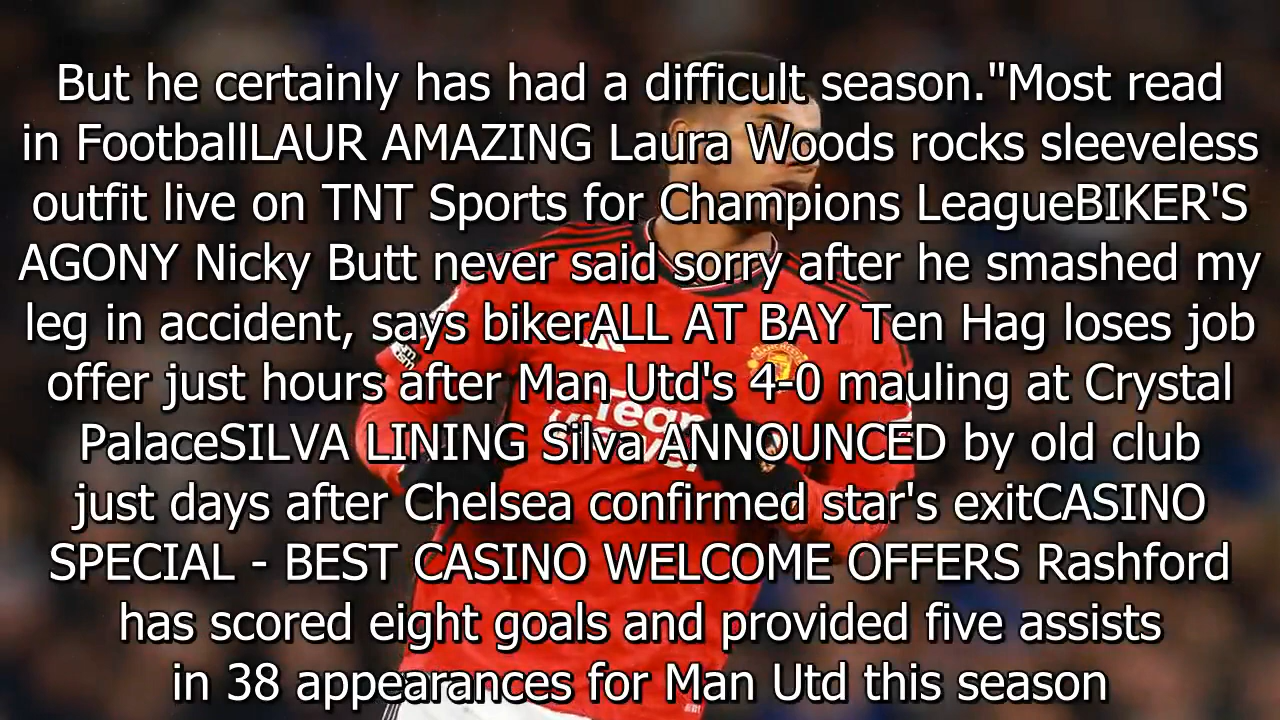 But he certainly has had a difficult season."Most read
in FootballLAUR AMAZING Laura Woods rocks sleeveless
outfit live on TNT Sports for Champions LeagueBIKER'S
AGONY Nicky Butt never said sorry after he smashed my
leg in accident, says bikerALL AT BAY Ten Hag loses job
offer just hours after Man Utd's 4-0 mauling at Crystal
PalaceSILVA LINING Silva ANNOUNCED by old club
just days after Chelsea confirmed star's exitCASINO
SPECIAL - BEST CASINO WELCOME OFFERS Rashford
has scored eight goals and provided five assists
in 38 appearances for Man Utd this season